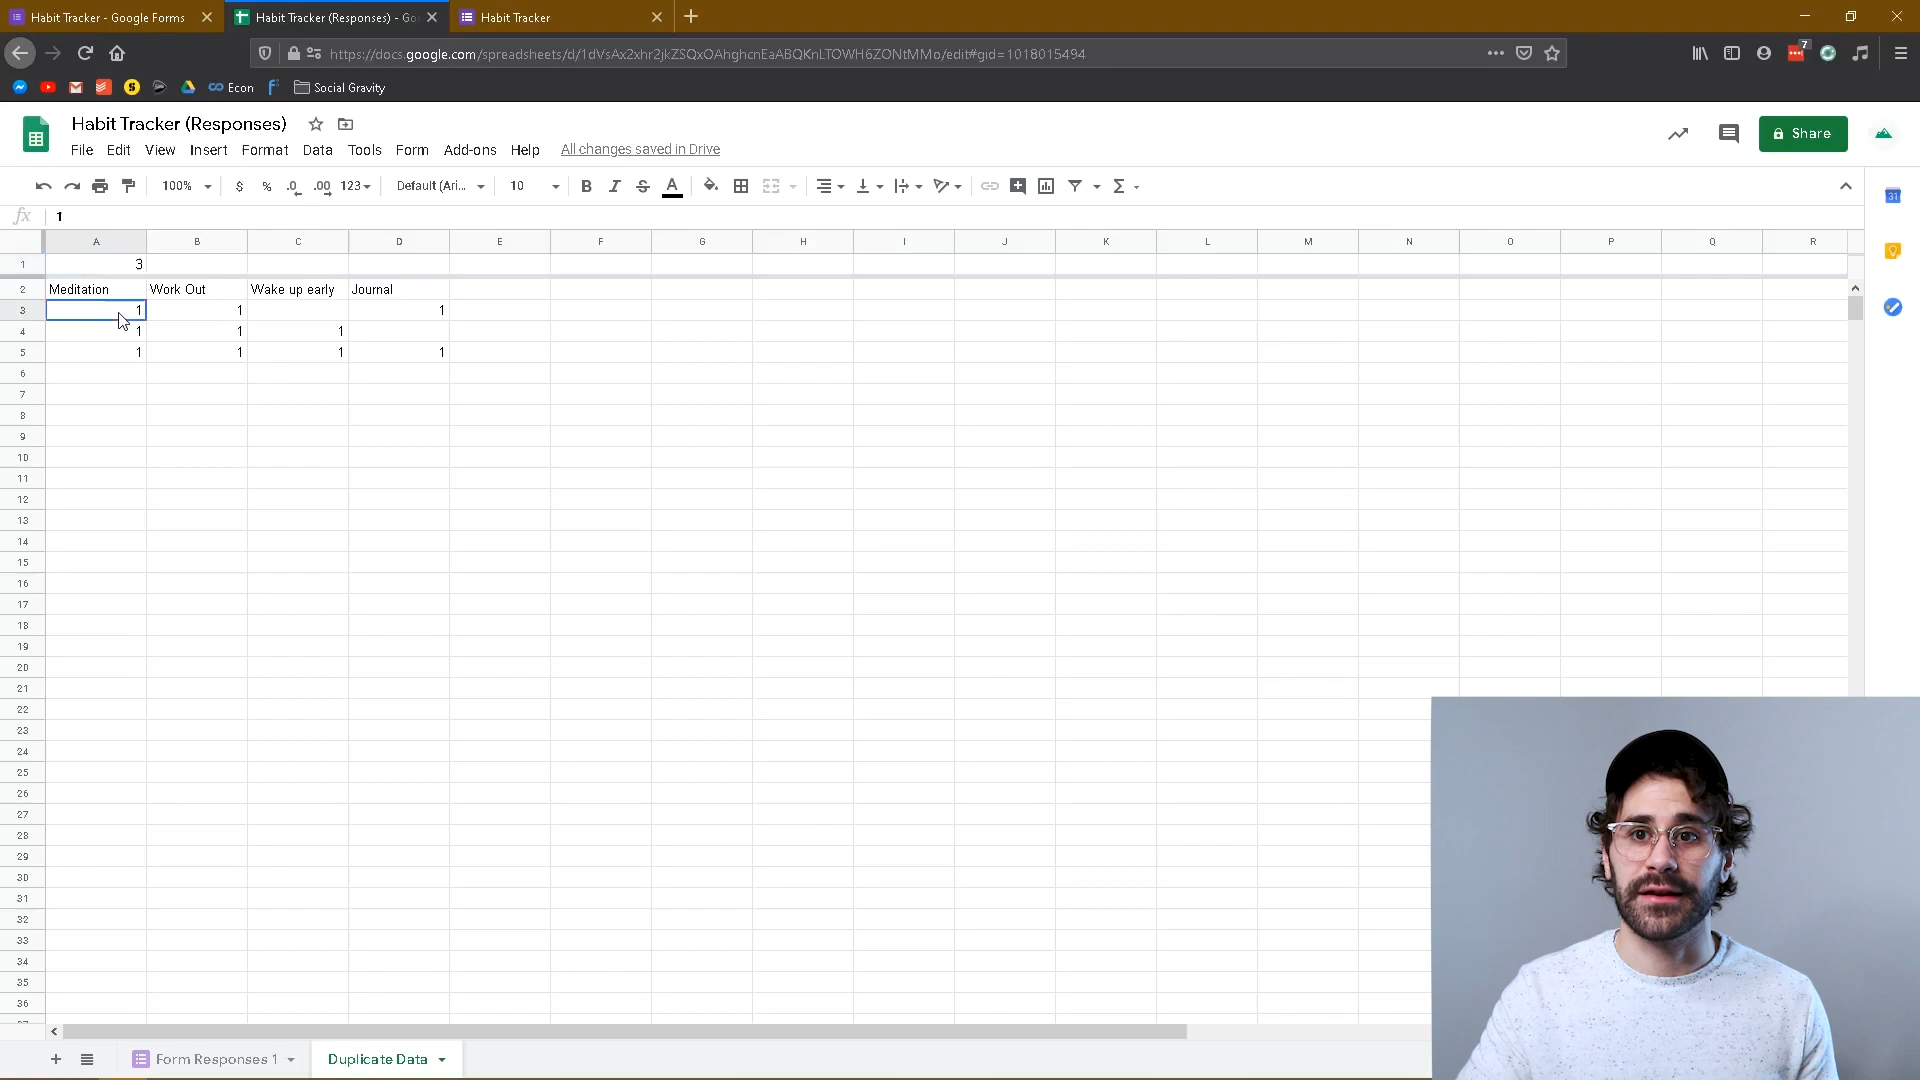 Habit Tracker - Google Forms
Habit Tracker (Responses) - Go
Habit Tracker
https://docs.google.com/spreadsheets/d/1dVsAx2xhr2jkZSQxOAhghcnEaABQKnLTOWH6ZONtMMo/edit#gid=1018015494
7
Econ
Social Gravity
Habit Tracker (Responses)
Share
File Edit View Insert Format Data Tools Form Add-ons Help All changes saved in Drive
100% $ % .0 .00 123 Default (Ari... 10 B I S A Σ
31
fx 1
A B C D E F G H I J K L M N O P Q R
1 3
2 Meditation Work Out Wake up early Journal
3 1 1 1
4 1 1 1
5 1 1 1 1
6
7
8
9
10
11
12
13
14
15
16
17
18
19
20
21
22
23
24
25
26
27
28
29
30
31
32
33
34
35
36
Form Responses 1
Duplicate Data